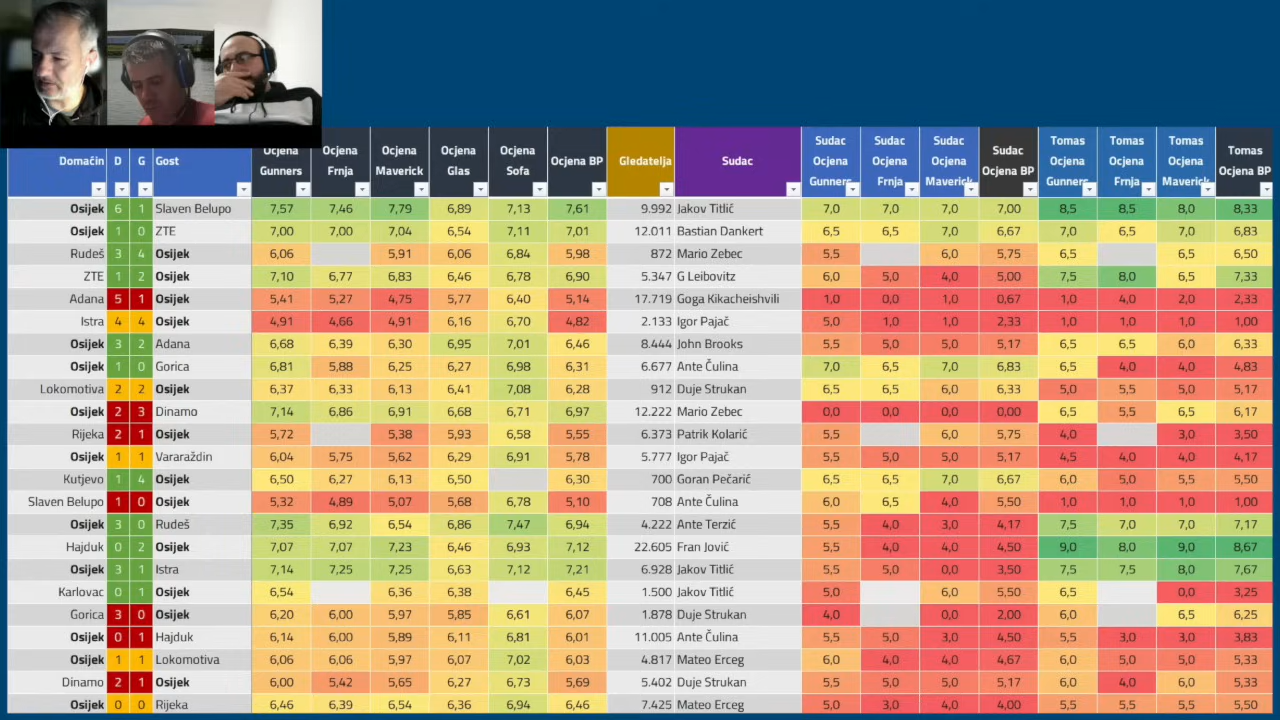 Domaćin D G Gost Ocjena Gunners Ocjena Frnja Ocjena Maverick Ocjena Glas Ocjena Sofa Ocjena BP Gledatelja Sudac Sudac Ocjena Gunners Sudac Ocjena Frnja Sudac Ocjena Maverick Sudac Ocjena BP Tomas Ocjena Gunners Tomas Ocjena Frnja Tomas Ocjena Maverick Tomas Ocjena BP
Osijek 6 1 Slaven Belupo 7,57 7,46 7,79 6,89 7,13 7,61 9.992 Jakov Titlić 7,0 7,0 7,0 7,00 8,5 8,5 8,0 8,33
Osijek 1 0 ZTE 7,00 7,00 7,04 6,54 7,11 7,01 12.011 Bastian Dankert 6,5 6,5 7,0 6,67 7,0 6,5 7,0 6,83
Rudeš 3 4 Osijek 6,06 5,91 6,06 6,84 5,98 872 Mario Zebec 5,5 6,0 5,75 6,5 6,5 6,50
ZTE 1 2 Osijek 7,10 6,77 6,83 6,46 6,78 6,90 5.347 G Leibovitz 6,0 5,0 4,0 5,00 7,5 8,0 6,5 7,33
Adana 5 1 Osijek 5,41 5,27 4,75 5,77 6,40 5,14 17.719 Goga Kikacheishvili 1,0 0,0 1,0 0,67 1,0 4,0 2,0 2,33
Istra 4 4 Osijek 4,91 4,66 4,91 6,16 6,70 4,82 2.133 Igor Pajač 5,0 1,0 1,0 2,33 1,0 1,0 1,0 1,00
Osijek 3 2 Adana 6,68 6,39 6,30 6,95 7,01 6,46 8.444 John Brooks 5,5 5,0 5,0 5,17 6,5 6,5 6,0 6,33
Osijek 1 0 Gorica 6,81 5,88 6,25 6,27 6,98 6,31 6.677 Ante Čulina 7,0 6,5 7,0 6,83 6,5 4,0 4,0 4,83
Lokomotiva 2 2 Osijek 6,37 6,33 6,13 6,41 7,08 6,28 912 Duje Strukan 6,5 6,5 6,0 6,33 5,0 5,5 5,0 5,17
Osijek 2 3 Dinamo 7,14 6,86 6,91 6,68 6,71 6,97 12.222 Mario Zebec 0,0 0,0 0,0 0,00 6,5 5,5 6,5 6,17
Rijeka 2 1 Osijek 5,72 5,38 5,93 6,58 5,55 6.373 Patrik Kolarić 5,5 6,0 5,75 4,0 3,0 3,50
Osijek 1 1 Vararaždin 6,04 5,75 5,62 6,29 6,91 5,78 5.777 Igor Pajač 5,5 5,0 5,0 5,17 4,5 4,0 4,0 4,17
Kutjevo 1 4 Osijek 6,50 6,27 6,13 6,50 6,30 700 Goran Pečarić 6,5 6,5 7,0 6,67 6,0 5,0 5,5 5,50
Slaven Belupo 1 0 Osijek 5,32 4,89 5,07 5,68 6,78 5,10 708 Ante Čulina 6,0 6,5 4,0 5,50 1,0 1,0 1,0 1,00
Osijek 3 0 Rudeš 7,35 6,92 6,54 6,86 7,47 6,94 4.222 Ante Terzić 5,5 4,0 3,0 4,17 7,5 7,0 7,0 7,17
Hajduk 0 2 Osijek 7,07 7,07 7,23 6,46 6,93 7,12 22.605 Fran Jović 5,5 4,0 4,0 4,50 9,0 8,0 9,0 8,67
Osijek 3 1 Istra 7,14 7,25 7,25 6,63 7,12 7,21 6.928 Jakov Titlić 5,5 5,0 0,0 3,50 7,5 7,5 8,0 7,67
Karlovac 0 1 Osijek 6,54 6,36 6,38 6,45 1.500 Jakov Titlić 5,0 6,0 5,50 6,5 0,0 3,25
Gorica 3 0 Osijek 6,20 6,00 5,97 5,85 6,61 6,07 1.878 Duje Strukan 4,0 0,0 2,00 6,0 6,5 6,25
Osijek 0 1 Hajduk 6,14 6,00 5,89 6,11 6,81 6,01 11.005 Ante Čulina 5,5 5,0 3,0 4,50 5,5 3,0 3,0 3,83
Osijek 1 1 Lokomotiva 6,06 6,06 5,97 6,07 7,02 6,03 4.817 Mateo Erceg 6,0 4,0 4,0 4,67 6,0 5,0 5,0 5,33
Dinamo 2 1 Osijek 6,00 5,42 5,65 6,27 6,73 5,69 5.402 Duje Strukan 5,5 5,0 5,0 5,17 6,0 4,0 6,0 5,33
Osijek 0 0 Rijeka 6,46 6,39 6,54 6,36 6,94 6,46 7.425 Mateo Erceg 5,0 3,0 4,0 4,00 5,5 5,5 5,5 5,50